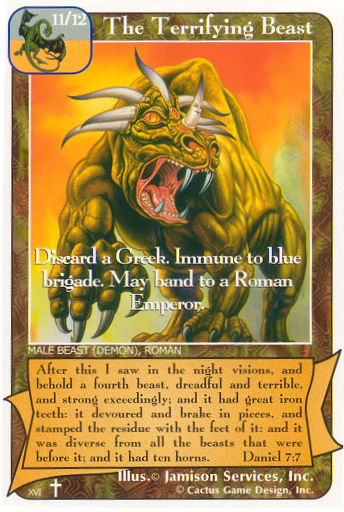 11/12
The Terrifying Beast
Discard a Greek. Immune to blue
brigade. May band to a Roman
Emperor.
MALE BEAST (DEMON), ROMAN
After this I saw in the night visions, and
behold a fourth beast, dreadful and terrible,
and strong exceedingly; and it had great iron
teeth: it devoured and brake in pieces, and
stamped the residue with the feet of it: and it
was diverse from all the beasts that were
before it; and it had ten horns. Daniel 7:7
Illus.© Jamison Services, Inc.
XVI © Cactus Game Design, Inc.